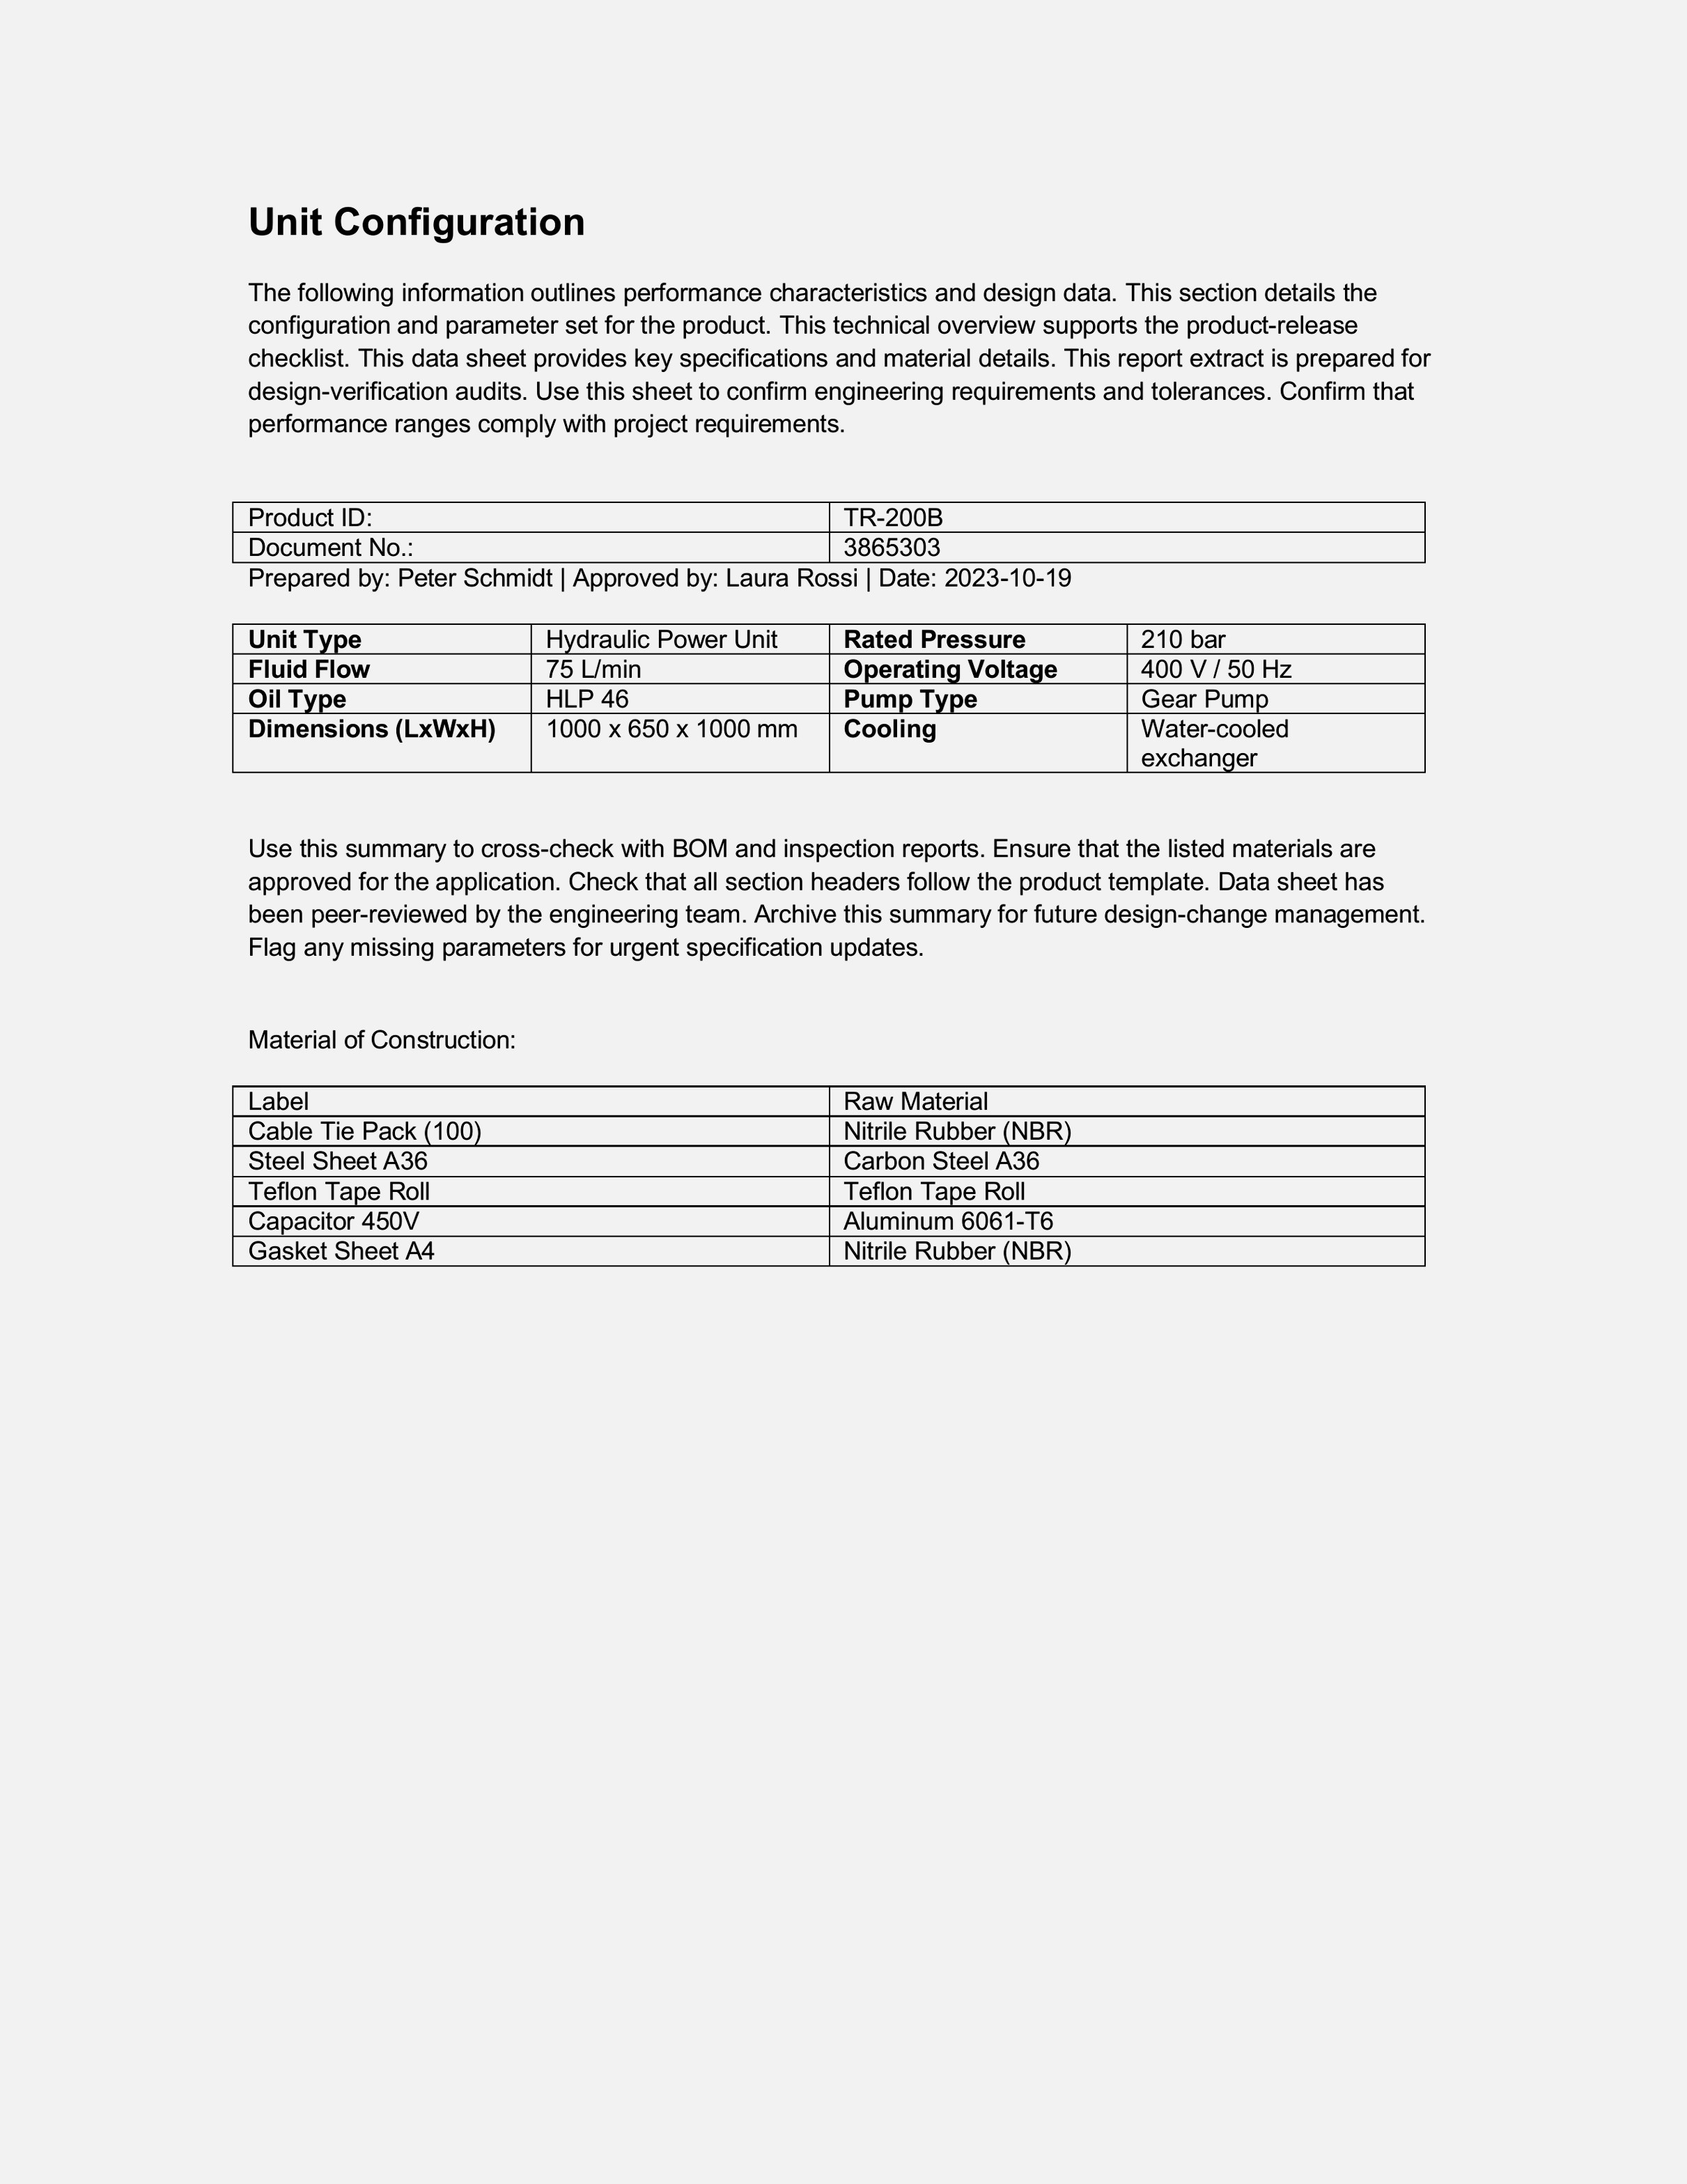 Unit Configuration
The following information outlines performance characteristics and design data. This section details the
configuration and parameter set for the product. This technical overview supports the product-release
checklist. This data sheet provides key specifications and material details. This report extract is prepared for
design-verification audits. Use this sheet to confirm engineering requirements and tolerances. Confirm that
performance ranges comply with project requirements.
Product ID: TR-200B
Document No.: 3865303
Prepared by: Peter Schmidt | Approved by: Laura Rossi | Date: 2023-10-19
Unit Type Hydraulic Power Unit Rated Pressure 210 bar
Fluid Flow 75 L/min Operating Voltage 400 V / 50 Hz
Oil Type HLP 46 Pump Type Gear Pump
Dimensions (LxWxH) 1000 x 650 x 1000 mm Cooling Water-cooled
exchanger
Use this summary to cross-check with BOM and inspection reports. Ensure that the listed materials are
approved for the application. Check that all section headers follow the product template. Data sheet has
been peer-reviewed by the engineering team. Archive this summary for future design-change management.
Flag any missing parameters for urgent specification updates.
Material of Construction:
Label Raw Material
Cable Tie Pack (100) Nitrile Rubber (NBR)
Steel Sheet A36 Carbon Steel A36
Teflon Tape Roll Teflon Tape Roll
Capacitor 450V Aluminum 6061-T6
Gasket Sheet A4 Nitrile Rubber (NBR)